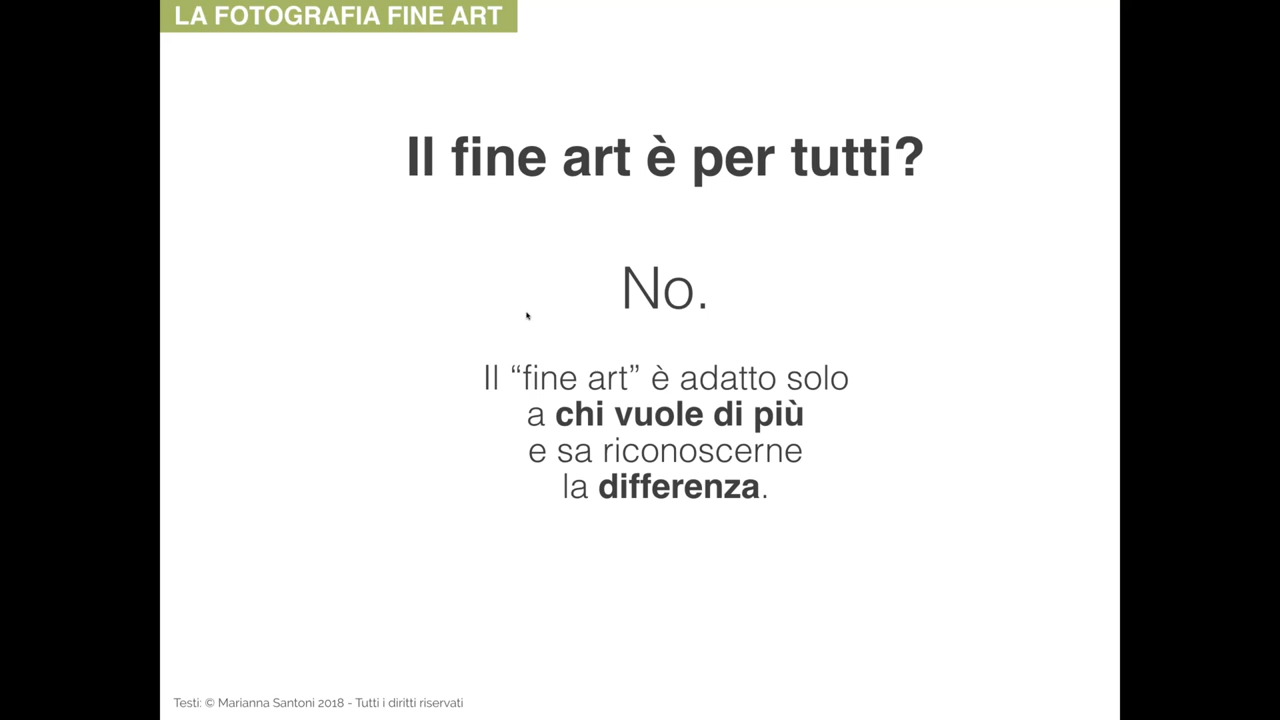 LA FOTOGRAFIA FINE ART
Il fine art è per tutti?
No.
Il “fine art” è adatto solo
a chi vuole di più
e sa riconoscerne
la differenza.
Testi: © Marianna Santoni 2018 - Tutti i diritti riservati